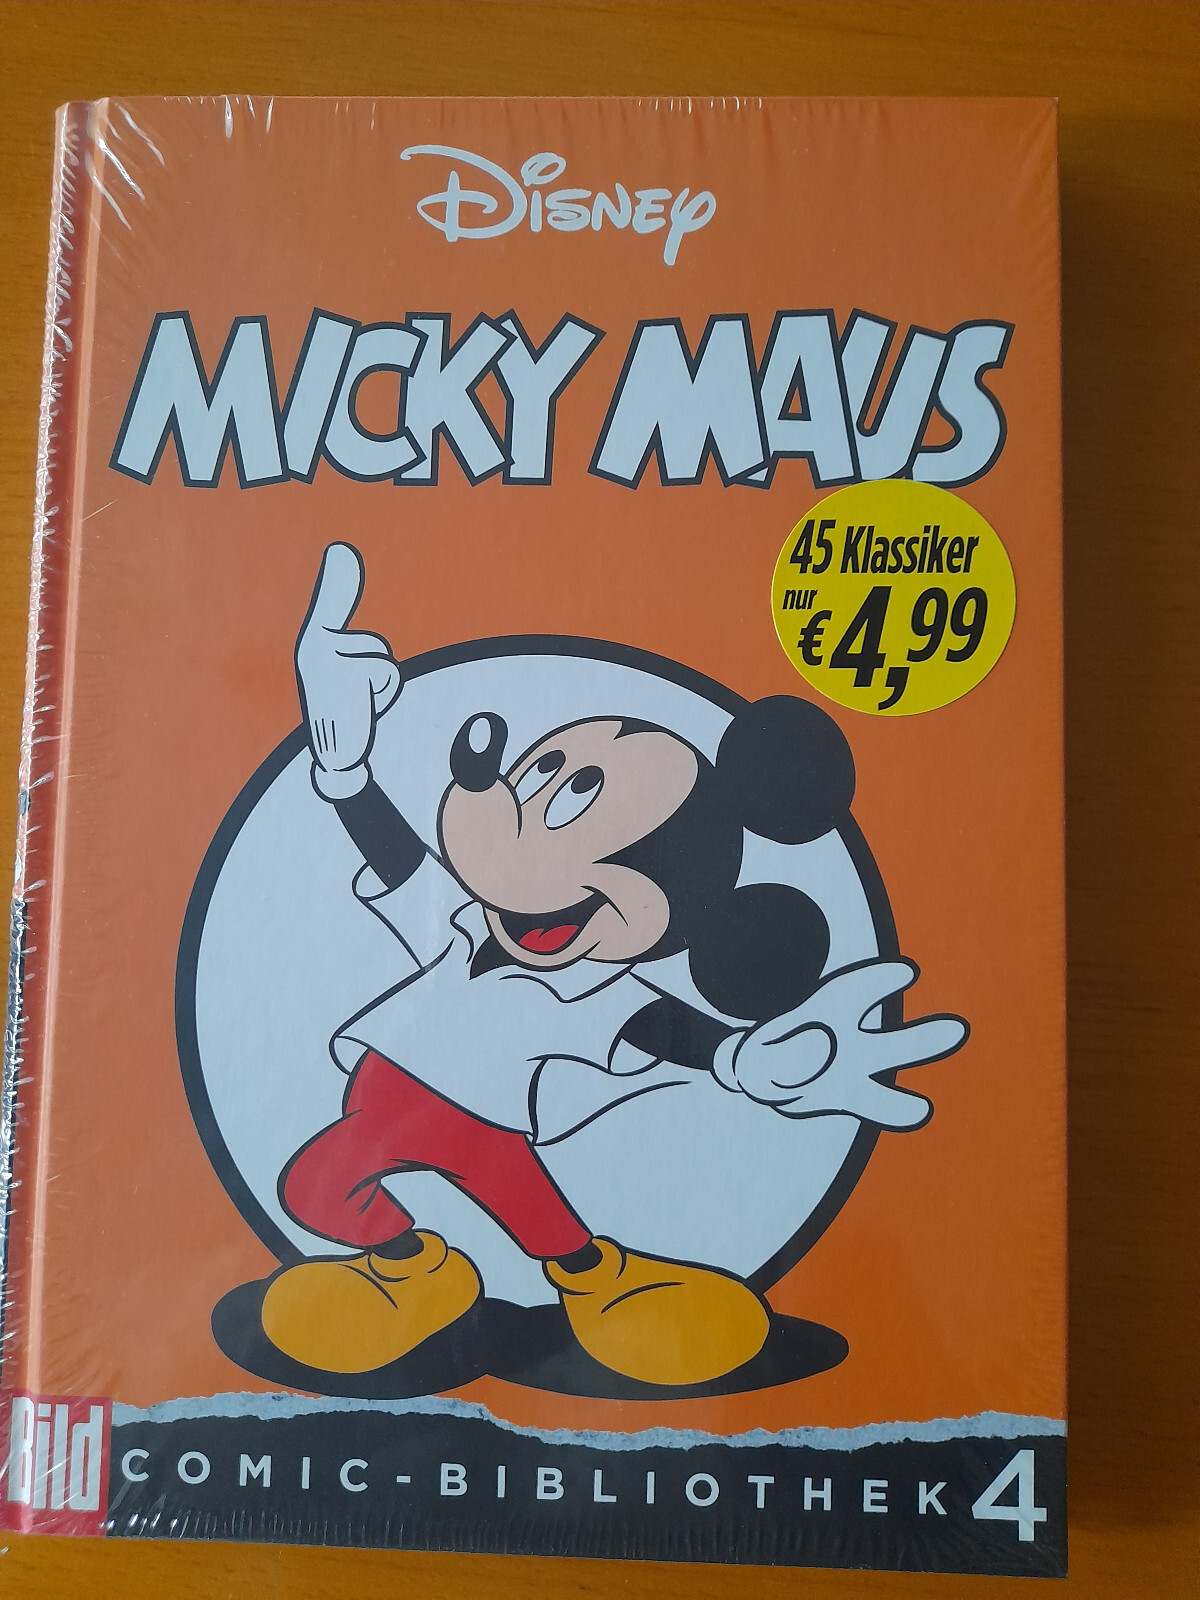 Disney
MICKY MAUS
45 Klassiker
nur
€4,99
Bild
COMIC-BIBLIOTHEK 4